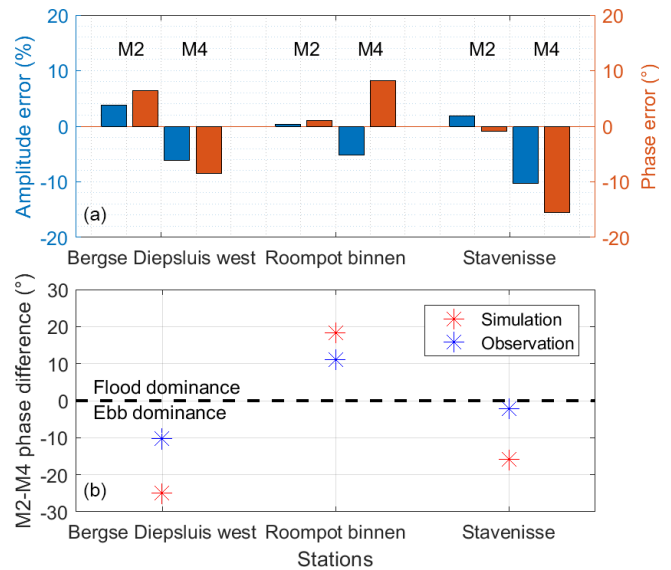 20 20
M2 M4 M2 M4 M2 M4
10 10
0 0
-10 -10
-20 -20
Amplitude error (%)
Phase error (°)
(a)
Bergse Diepsluis west Roompot binnen Stavenisse
30
20
10
0
-10
-20
-30
M2-M4 phase difference (°)
Simulation
Observation
Flood dominance
Ebb dominance
(b)
Bergse Diepsluis west Roompot binnen Stavenisse
Stations